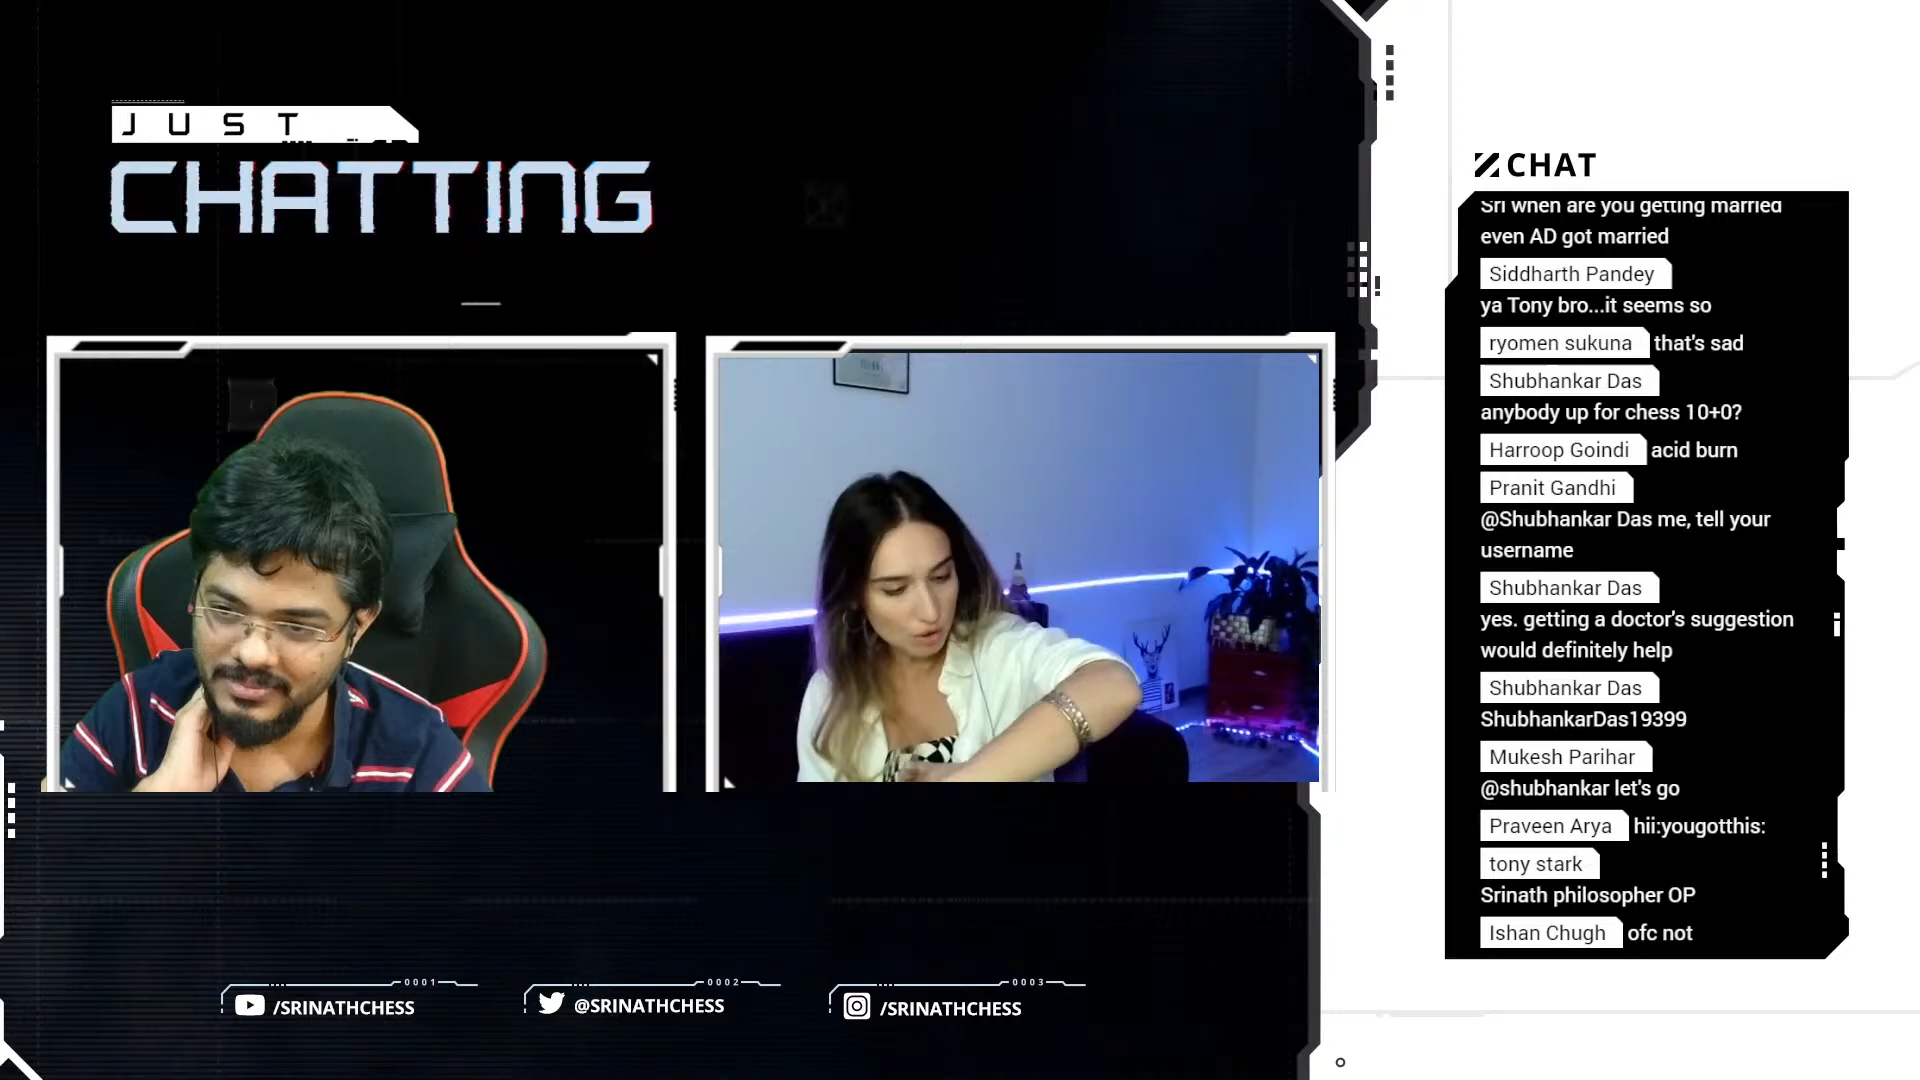 JUST
CHATTING
CHAT
Sri when are you getting married
even AD got married
Siddharth Pandey
ya Tony bro...it seems so
ryomen sukuna that's sad
Shubhankar Das
anybody up for chess 10+0?
Harroop Goindi acid burn
Pranit Gandhi
@Shubhankar Das me, tell your
username
Shubhankar Das
yes. getting a doctor's suggestion
would definitely help
Shubhankar Das
ShubhankarDas19399
Mukesh Parihar
@shubhankar let's go
Praveen Arya hii:yougotthis:
tony stark
Srinath philosopher OP
Ishan Chugh ofc not
0001
/SRINATHCHESS
0002
@SRINATHCHESS
0003
/SRINATHCHESS